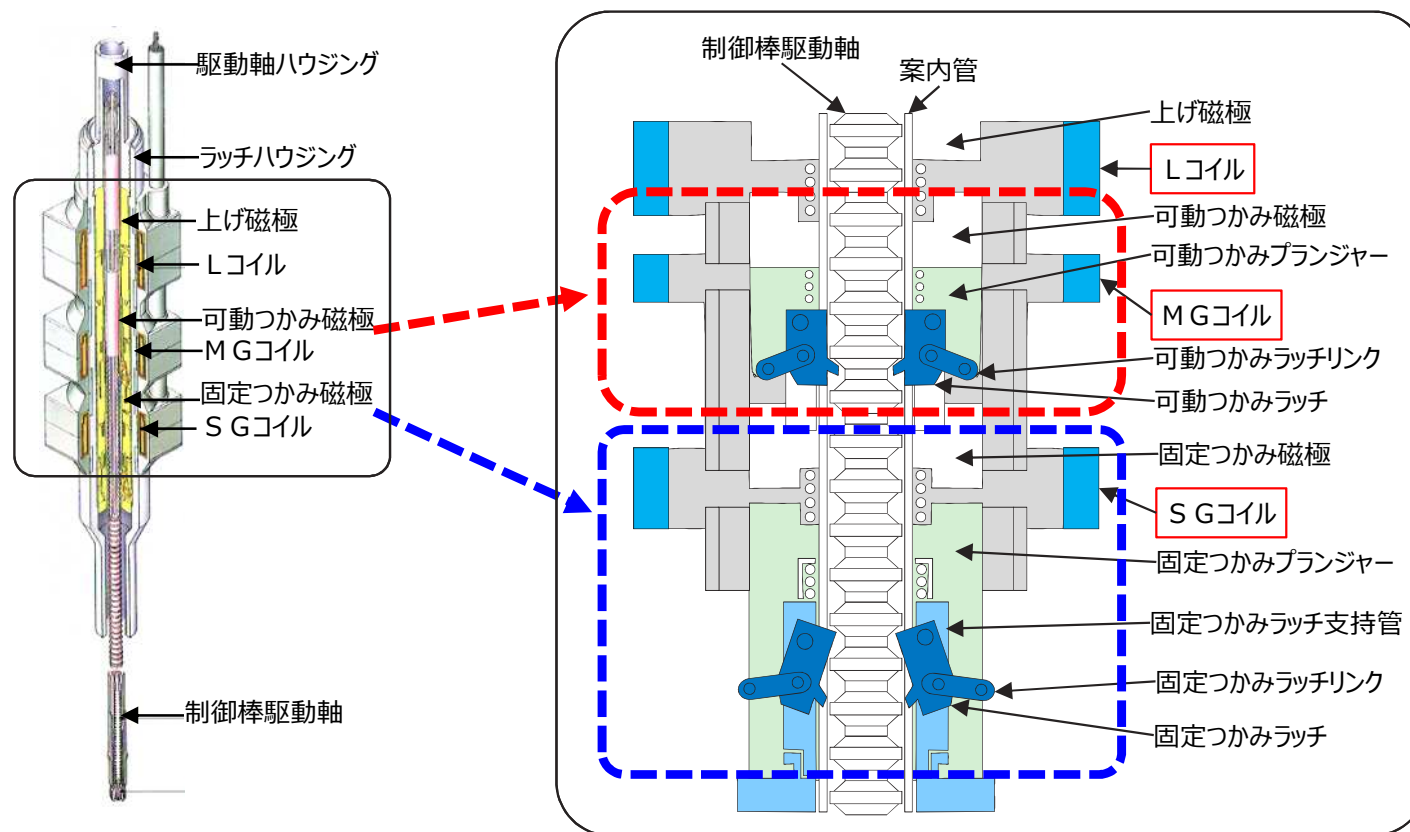 駆動軸ハウジング
ラッチハウジング
上げ磁極
Lコイル
可動つかみ磁極
MGコイル
固定つかみ磁極
SGコイル
制御棒駆動軸
制御棒駆動軸
案内管
上げ磁極
Lコイル
可動つかみ磁極
可動つかみプランジャー
MGコイル
可動つかみラッチリンク
可動つかみラッチ
固定つかみ磁極
SGコイル
固定つかみプランジャー
固定つかみラッチ支持管
固定つかみラッチリンク
固定つかみラッチ